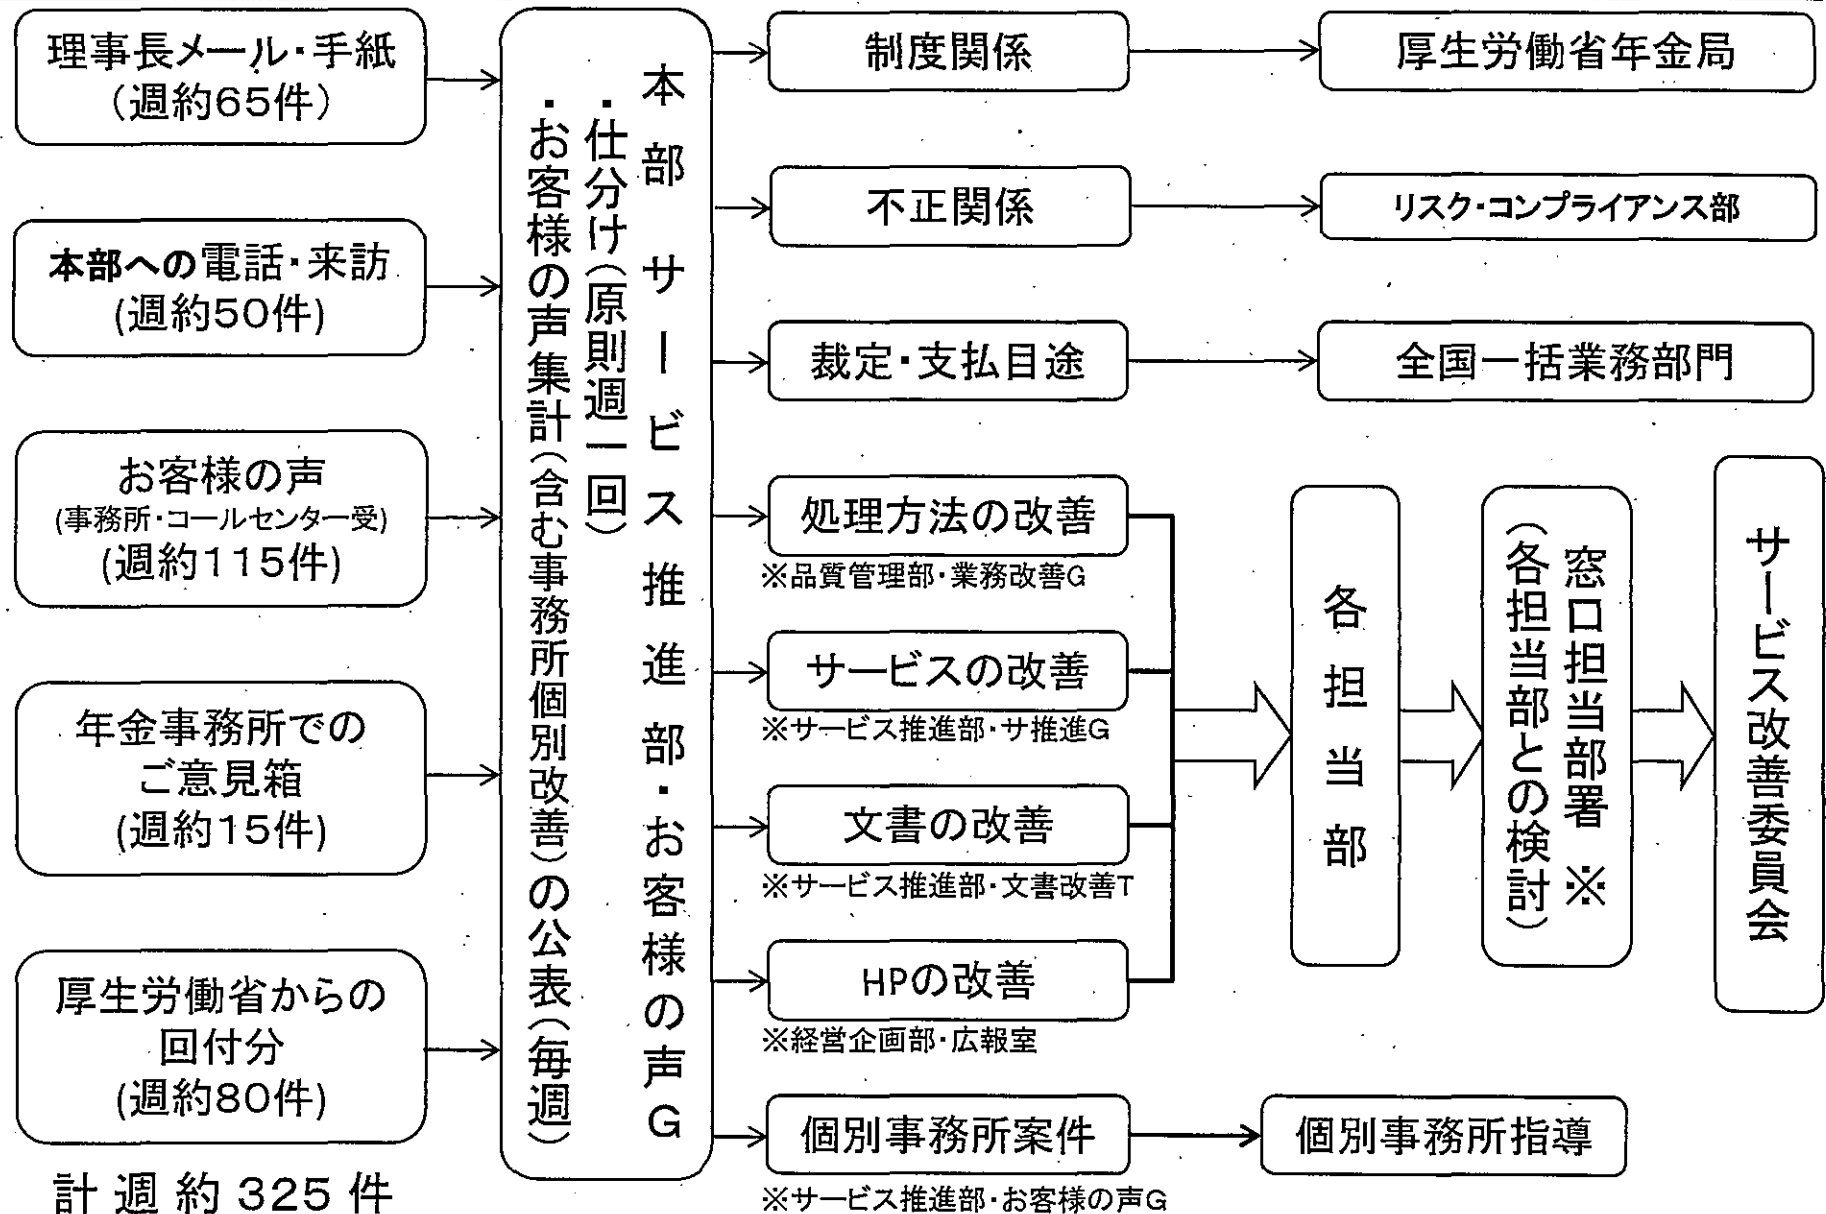 理事長メール・手紙
(週約65件)
本部への電話・来訪
(週約50件)
お客様の声
(事務所・コールセンター受)
(週約115件)
年金事務所での
ご意見箱
(週約15件)
厚生労働省からの
回付分
(週約80件)
計 週 約 325 件
本部 サービス推進部・お客様の声G
・仕分け(原則週一回)
・お客様の声集計(含む事務所個別改善)の公表(毎週)
制度関係
厚生労働省年金局
不正関係
リスク・コンプライアンス部
裁定・支払目途
全国一括業務部門
処理方法の改善
※品質管理部・業務改善G
サービスの改善
※サービス推進部・サ推進G
文書の改善
※サービス推進部・文書改善T
HPの改善
※経営企画部・広報室
各担当部
窓口担当部署 ※
(各担当部との検討)
サービス改善委員会
個別事務所案件
※サービス推進部・お客様の声G
個別事務所指導